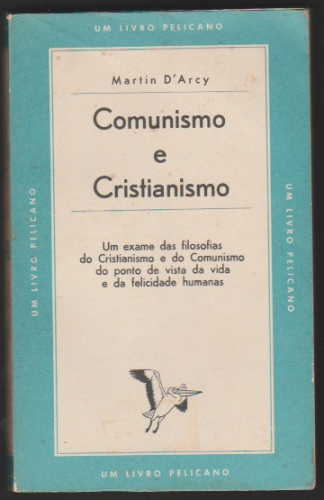 UM LIVRO PELICANO
Martin D'Arcy
Comunismo
e
Cristianismo
Um exame das filosofias
do Cristianismo e do Comunismo
do ponto de vista da vida
e da felicidade humanas
UM LIVRO PELICANO
UM LIVRO PELICANO
UM LIVRO PELICANO